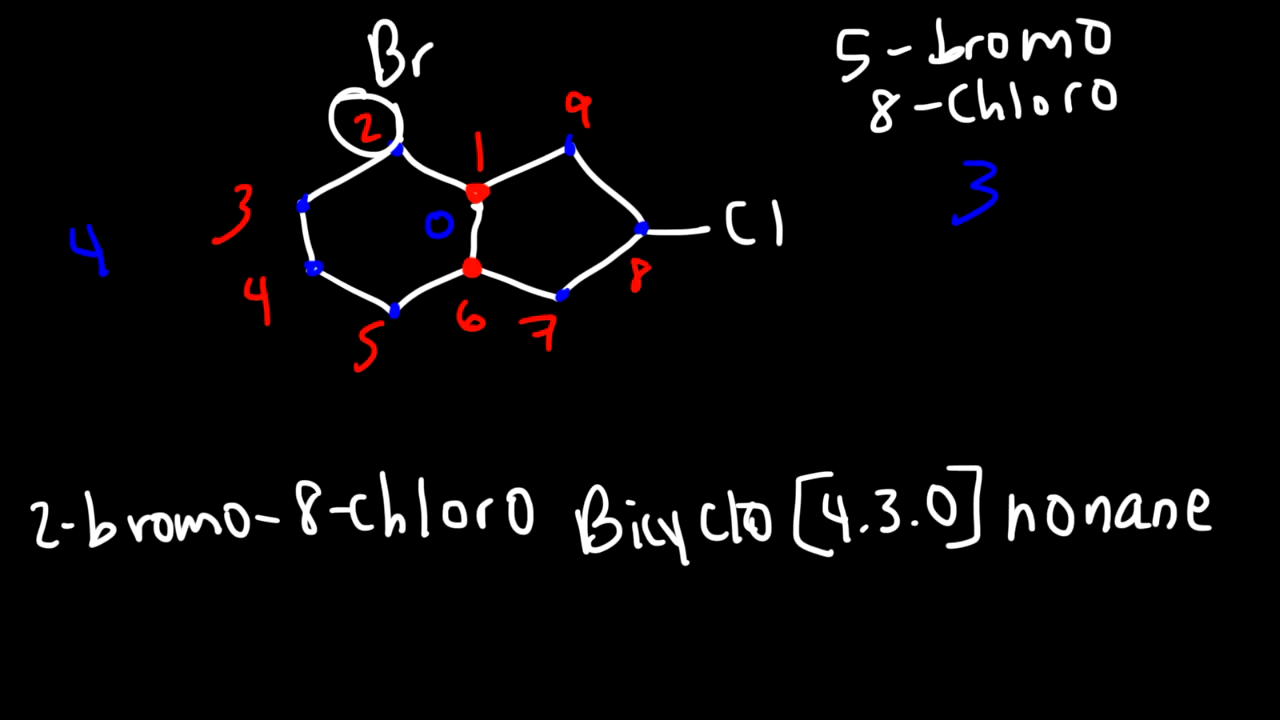 Br
5-bromo
8-chloro
3
2
1
9
3
0
Cl
4
4
6
8
5
7
2-bromo-8-chloro Bicyclo [4.3.0] nonane